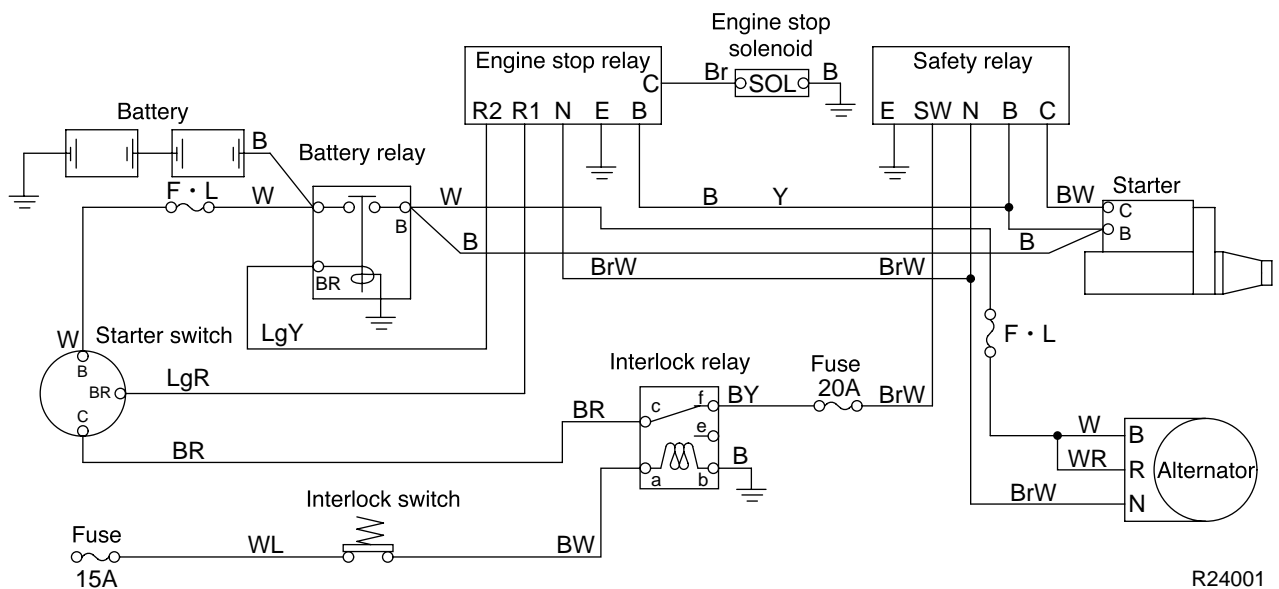 Engine stop
solenoid
Engine stop relay
C
Br
SOL
B
Safety relay
R2 R1 N E B
E SW N B C
Battery
B
Battery relay
F・L
W
W
B
B
BR
B Y
B
BrW
BrW
BW
Starter
C
B
LgY
W
Starter switch
B
BR
C
LgR
BR
F・L
Interlock relay
Fuse
20A
BR
c
f
e
a
b
BY
BrW
B
W
WR
BrW
B
R
N
Alternator
Interlock switch
Fuse
15A
WL
BW
R24001